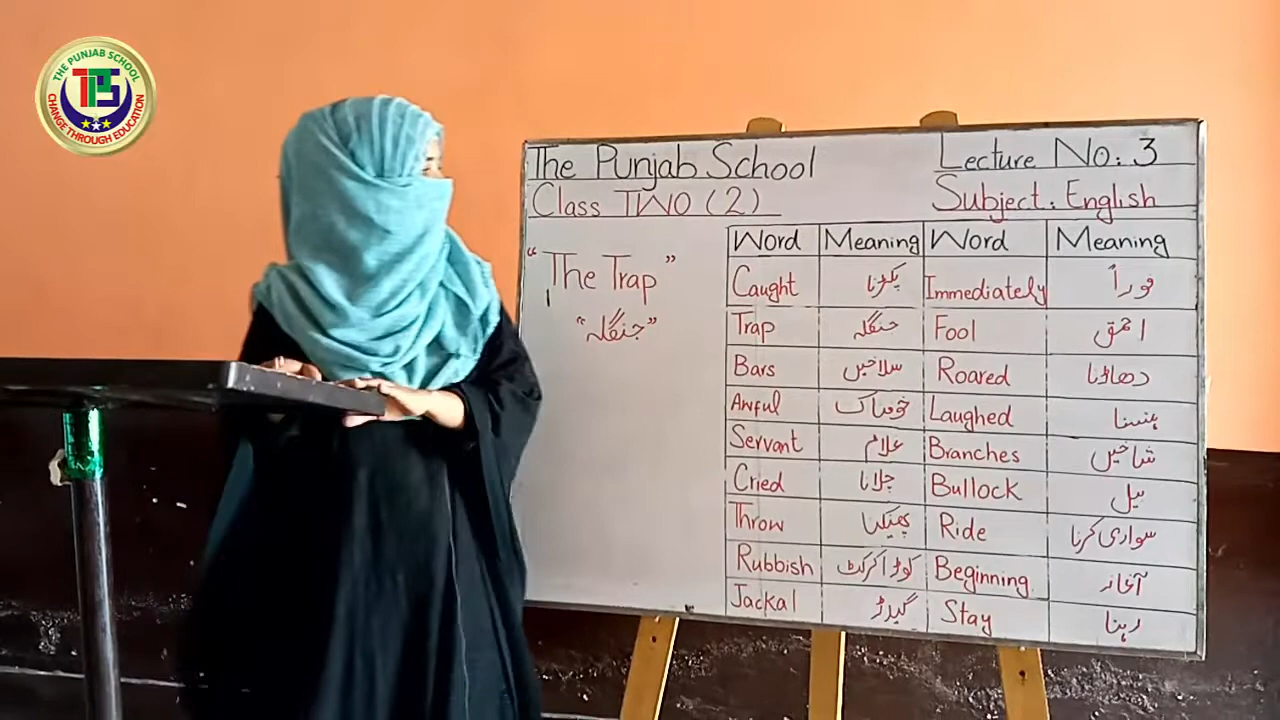 THE PUNJAB SCHOOL
TPS
CHANGE THROUGH EDUCATION
The Punjab School
Lecture No: 3
Class TWO (2)
Subject: English
"The Trap"
"جنگلہ"
Word Meaning Word Meaning
Caught پکڑنا Immediately فوراً
Trap جنگلہ Fool احمق
Bars سلاخیں Roared دھاڑنا
Awful خوفناک Laughed ہنسنا
Servant غلام Branches شاخیں
Cried چلانا Bullock بیل
Throw پھینکنا Ride سواری کرنا
Rubbish کوڑا کرکٹ Beginning آغاز
Jackal گیدڑ Stay رہنا